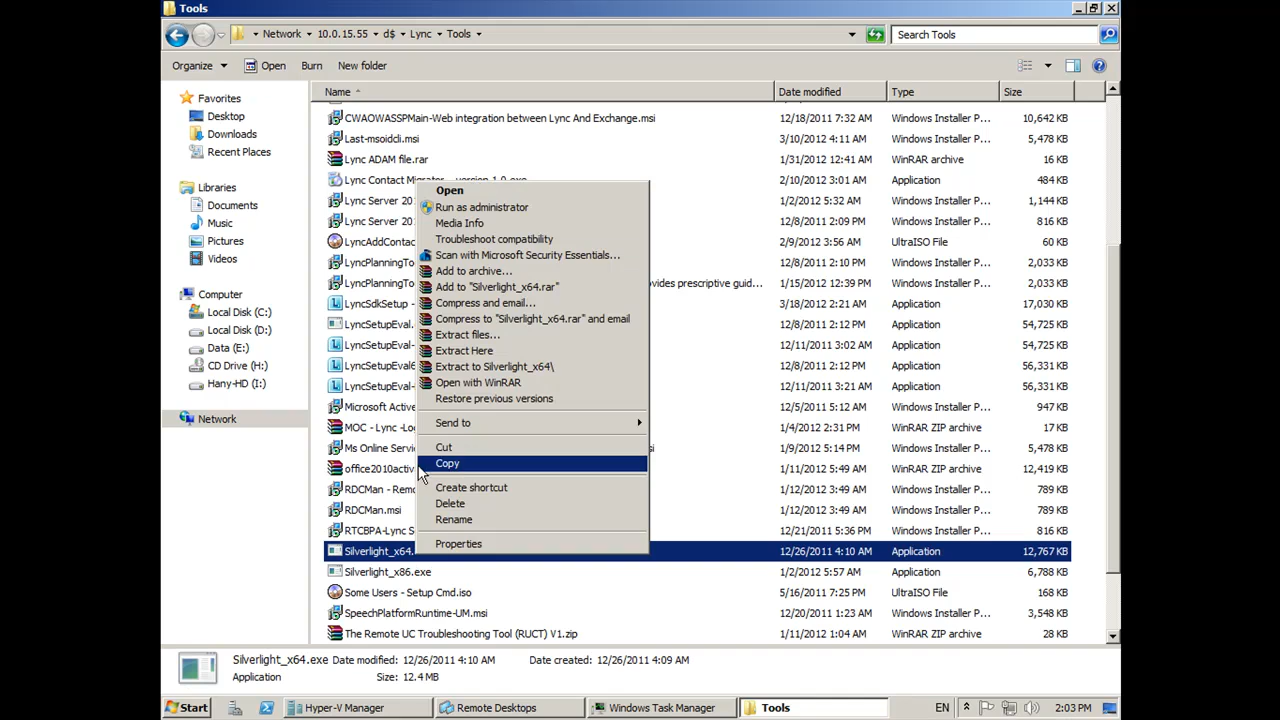 Tools
Network ▸ 10.0.15.55 ▸ d$ ▸ Lync ▸ Tools
Search Tools
Organize
Open
Burn
New folder
Favorites
Desktop
Downloads
Recent Places
Libraries
Documents
Music
Pictures
Videos
Computer
Local Disk (C:)
Local Disk (D:)
Data (E:)
CD Drive (H:)
Hany-HD (I:)
Network
Name Date modified Type Size
CWAOWASSPMain-Web integration between Lync And Exchange.msi 12/18/2011 7:32 AM Windows Installer P... 10,642 KB
Last-msoidcli.msi 3/10/2012 4:11 AM Windows Installer P... 5,478 KB
Lync ADAM file.rar 1/31/2012 12:41 AM WinRAR archive 16 KB
Lync Contact 2/10/2012 3:01 AM Application 484 KB
Lync Server 20 1/2/2012 5:32 AM Windows Installer P... 1,144 KB
Lync Server 20 12/8/2011 2:09 PM Windows Installer P... 816 KB
LyncAddConta 2/9/2012 3:56 AM UltraISO File 60 KB
LyncPlanningTo 12/8/2011 2:10 PM Windows Installer P... 2,033 KB
LyncPlanningTo vides prescriptive guid... 1/15/2012 12:39 PM Windows Installer P... 2,033 KB
LyncSdkSetup - 3/18/2012 2:21 AM Application 17,030 KB
LyncSetupEval. 12/8/2011 2:12 PM Application 54,725 KB
LyncSetupEval- 12/11/2011 3:02 AM Application 54,725 KB
LyncSetupEval6 12/8/2011 2:12 PM Application 56,331 KB
LyncSetupEval- 12/11/2011 3:21 AM Application 56,331 KB
Microsoft Active 12/5/2011 5:12 AM Windows Installer P... 947 KB
MOC - Lync -Lo 1/4/2012 2:31 PM WinRAR ZIP archive 17 KB
Ms Online Servi si 1/9/2012 5:14 PM Windows Installer P... 5,478 KB
office2010activ 1/11/2012 5:49 AM WinRAR ZIP archive 12,419 KB
RDCMan - Remo 1/12/2012 3:49 AM Windows Installer P... 789 KB
RDCMan.msi 1/12/2012 3:49 AM Windows Installer P... 789 KB
RTCBPA-Lync S 12/21/2011 5:36 PM Windows Installer P... 816 KB
Silverlight_x64. 12/26/2011 4:10 AM Application 12,767 KB
Silverlight_x86.exe 1/2/2012 5:57 AM Application 6,788 KB
Some Users - Setup Cmd.iso 5/16/2011 7:25 PM UltraISO File 168 KB
SpeechPlatformRuntime-UM.msi 12/20/2011 1:23 AM Windows Installer P... 3,548 KB
The Remote UC Troubleshooting Tool (RUCT) V1.zip 1/11/2012 1:04 AM WinRAR ZIP archive 28 KB
Open
Run as administrator
Media Info
Troubleshoot compatibility
Scan with Microsoft Security Essentials...
Add to archive...
Add to "Silverlight_x64.rar"
Compress and email...
Compress to "Silverlight_x64.rar" and email
Extract files...
Extract Here
Extract to Silverlight_x64\
Open with WinRAR
Restore previous versions
Send to
Cut
Copy
Create shortcut
Delete
Rename
Properties
Silverlight_x64.exe Date modified: 12/26/2011 4:10 AM Date created: 12/26/2011 4:09 AM
Application Size: 12.4 MB
Start Hyper-V Manager Remote Desktops Windows Task Manager Tools EN 2:03 PM